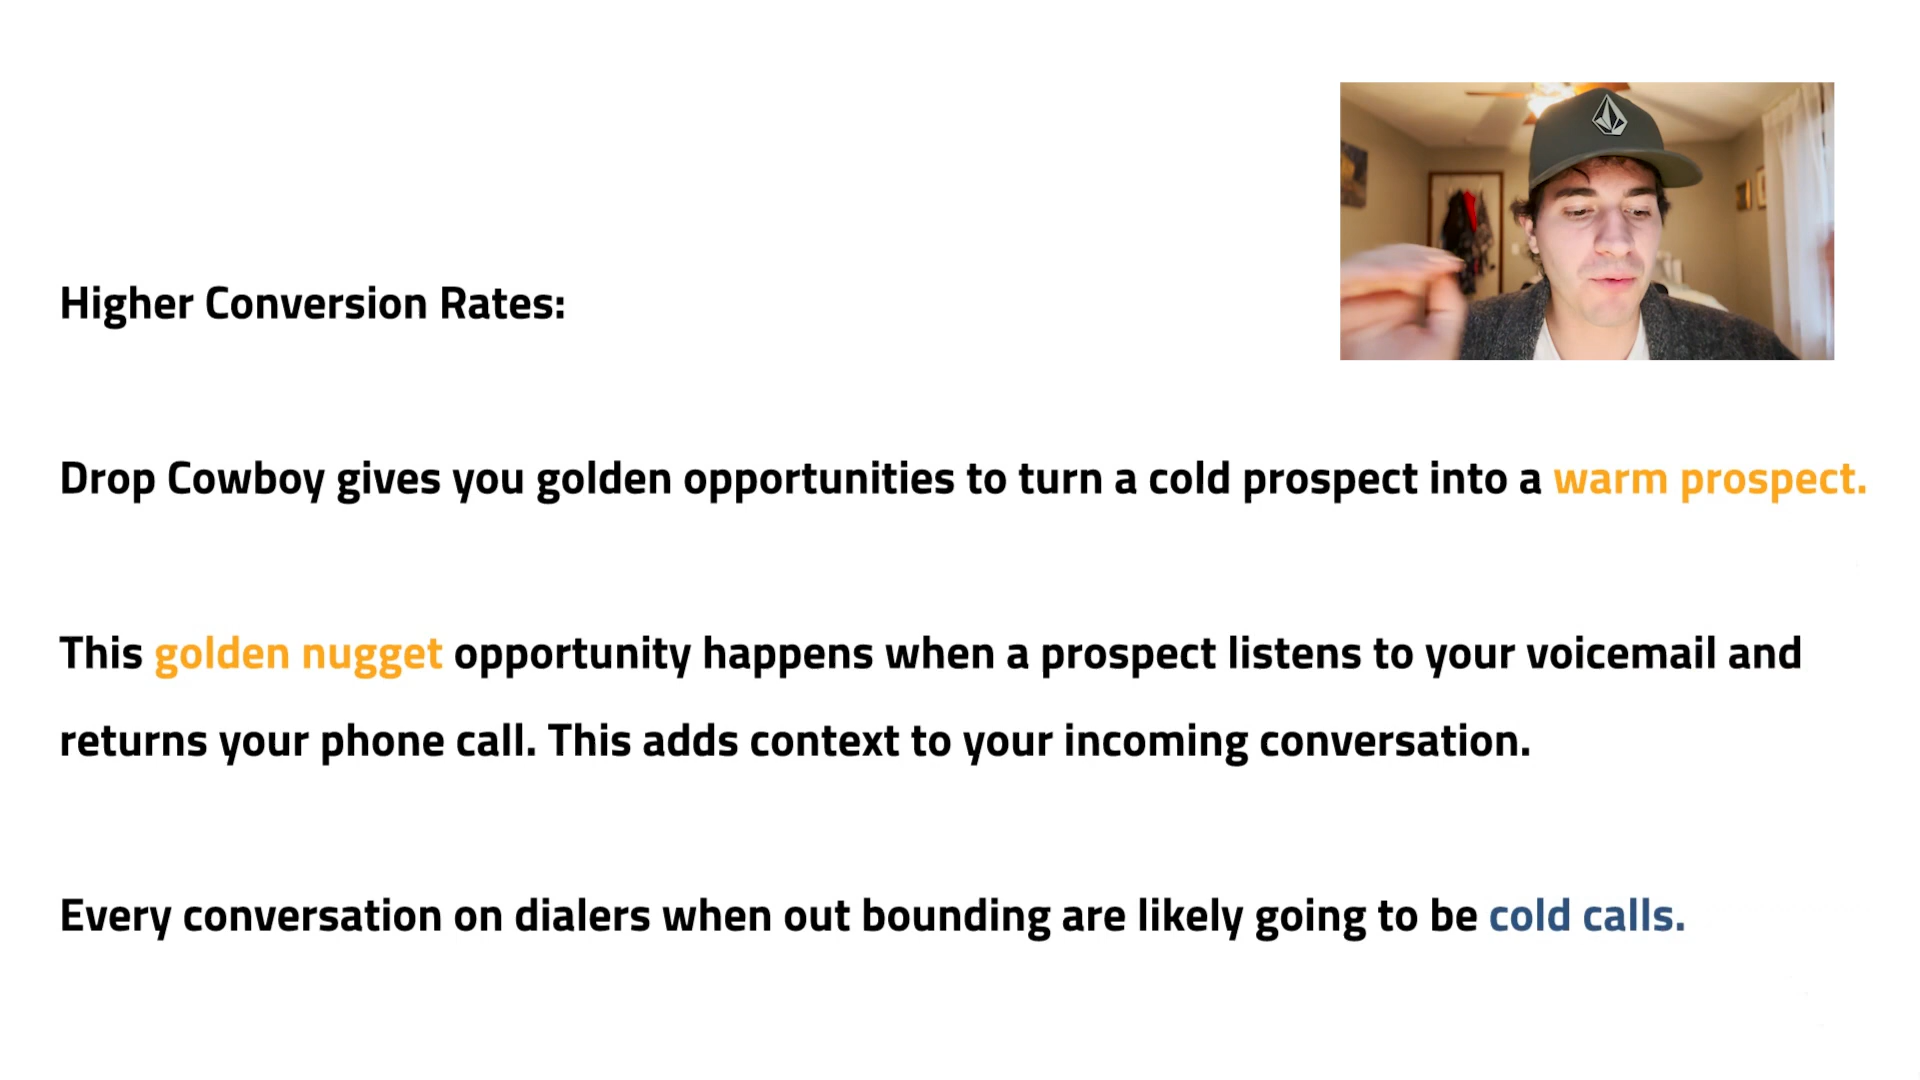 Higher Conversion Rates:
Drop Cowboy gives you golden opportunities to turn a cold prospect into a warm prospect.
This golden nugget opportunity happens when a prospect listens to your voicemail and
returns your phone call. This adds context to your incoming conversation.
Every conversation on dialers when out bounding are likely going to be cold calls.